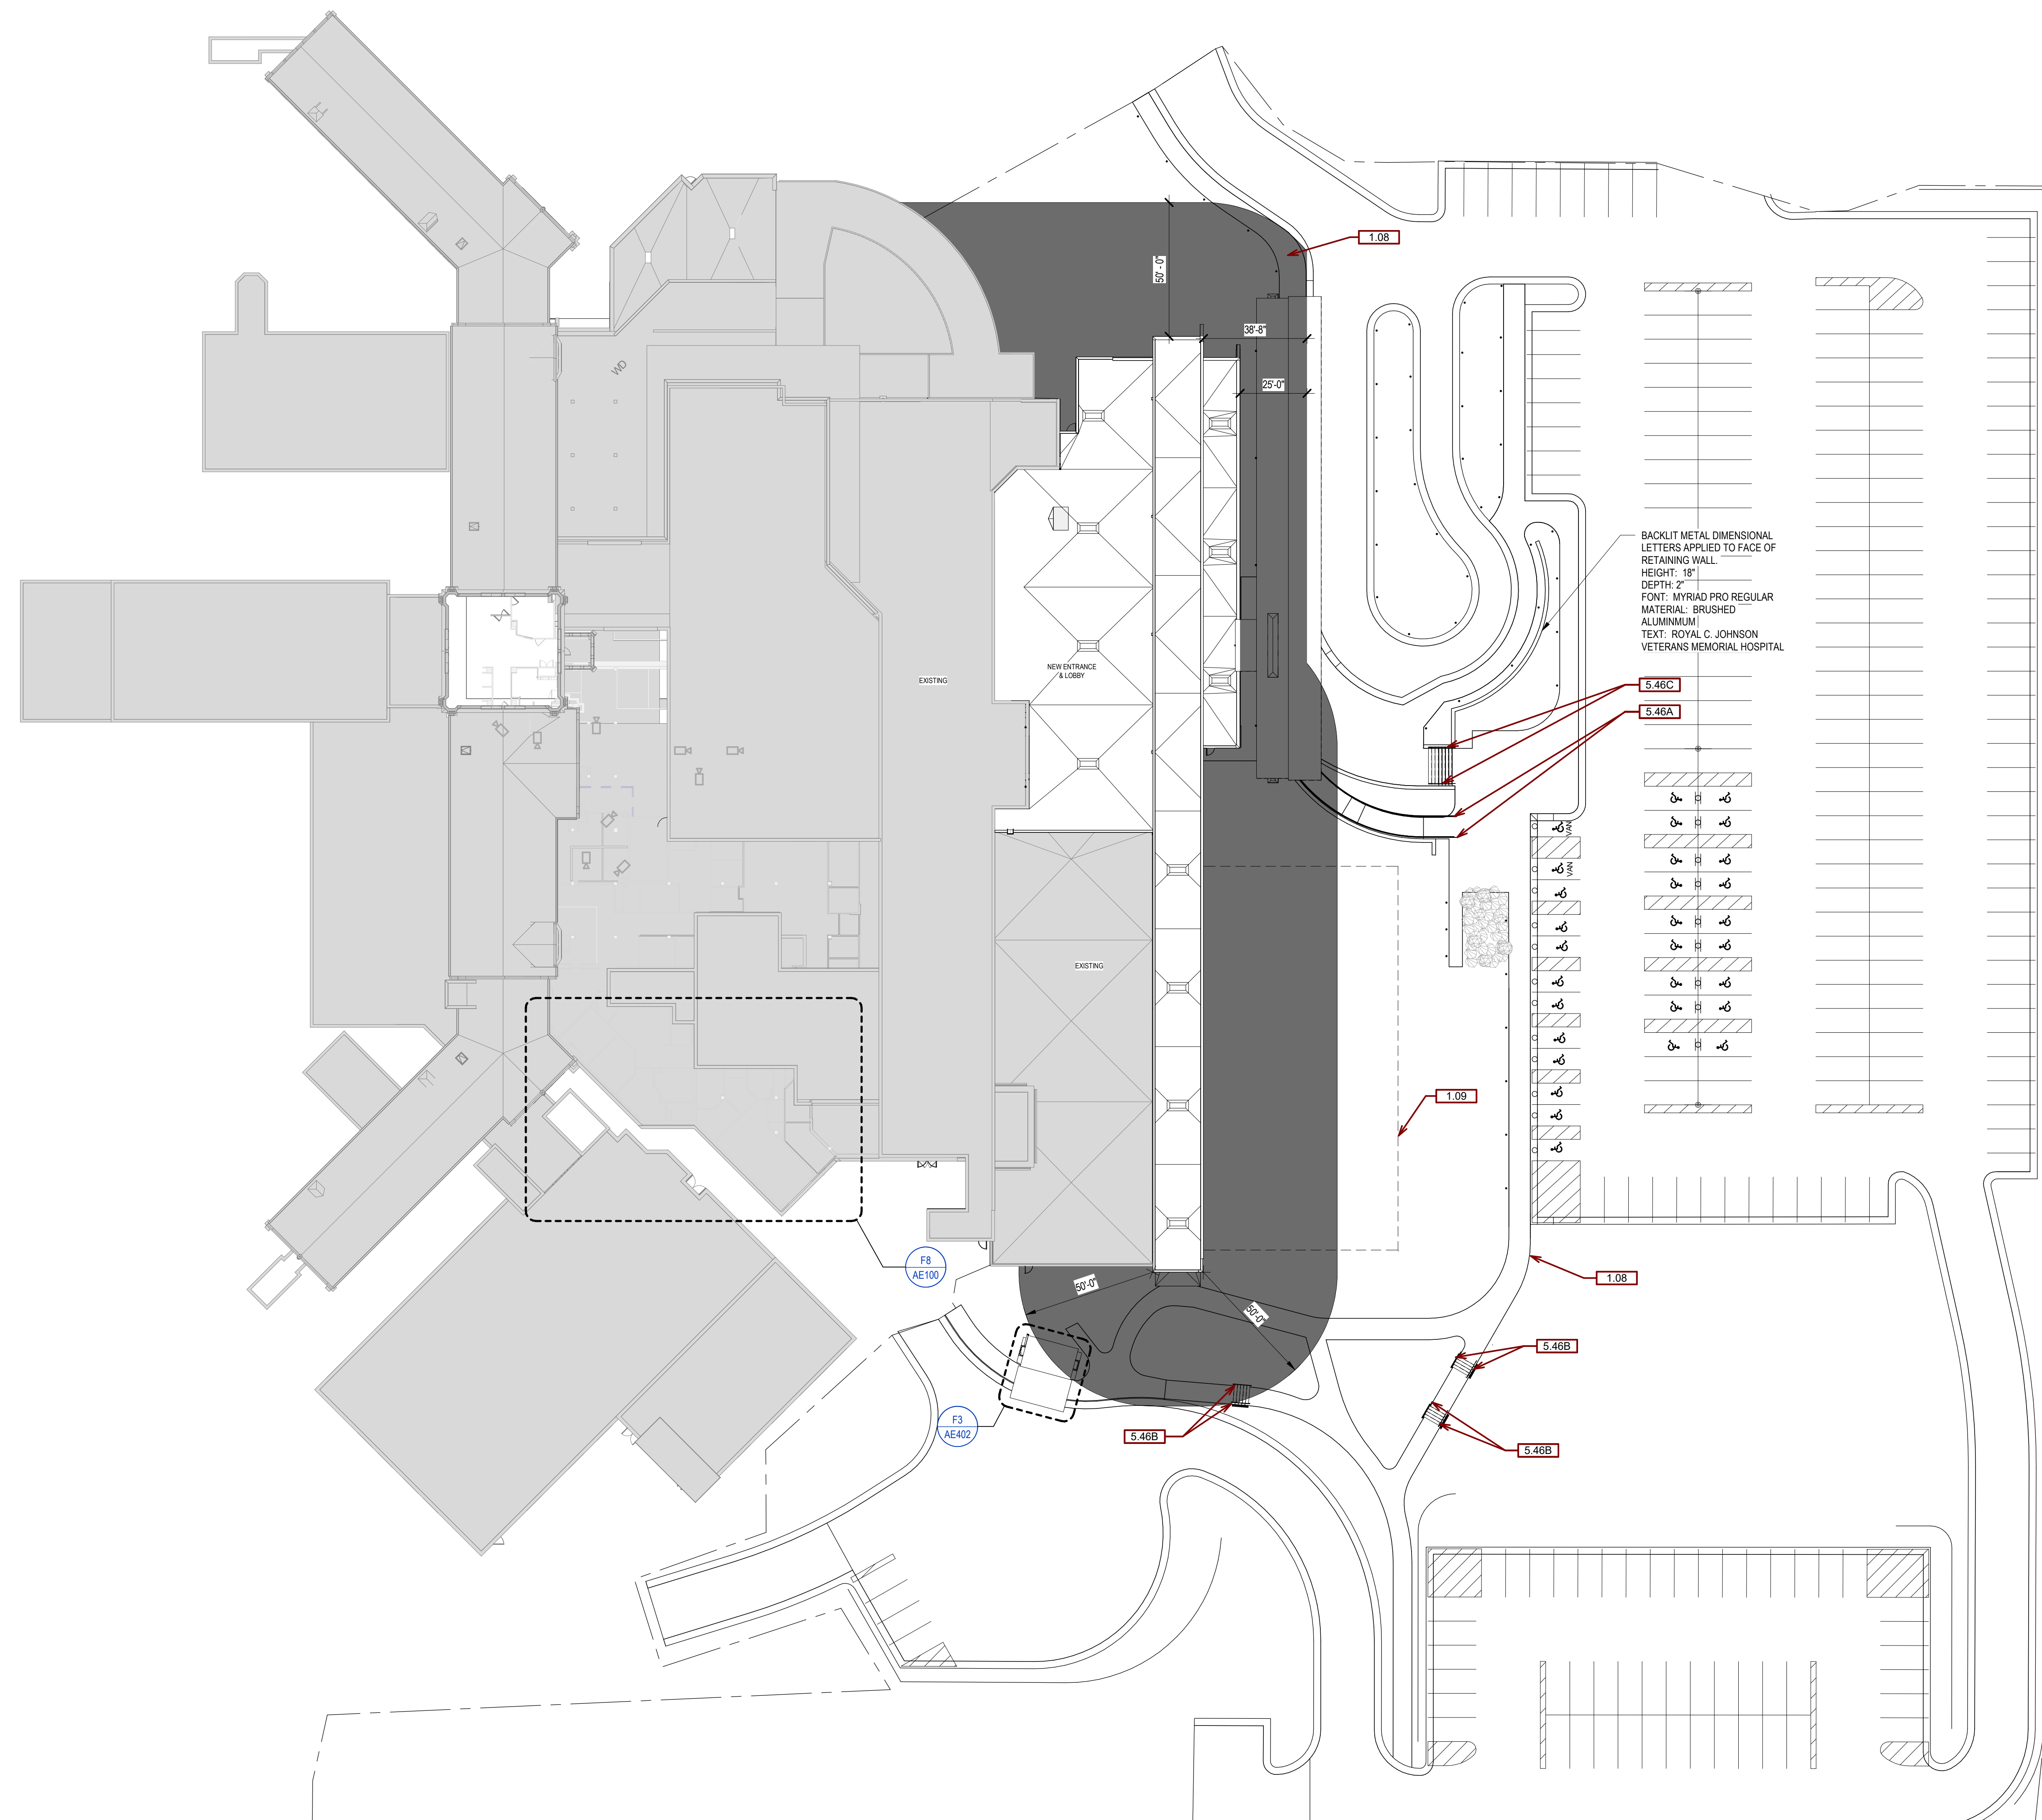 1.08
50' - 0"
38'-8"
25'-0"
WD
BACKLIT METAL DIMENSIONAL
LETTERS APPLIED TO FACE OF
RETAINING WALL.
HEIGHT: 18"
DEPTH: 2"
FONT: MYRIAD PRO REGULAR
MATERIAL: BRUSHED
ALUMINMUM
TEXT: ROYAL C. JOHNSON
VETERANS MEMORIAL HOSPITAL
NEW ENTRANCE
& LOBBY
EXISTING
5.46C
5.46A
VAN
VAN
EXISTING
1.09
F8
AE100
1.08
50'-0"
50'-0"
5.46B
F3
AE402
5.46B
5.46B